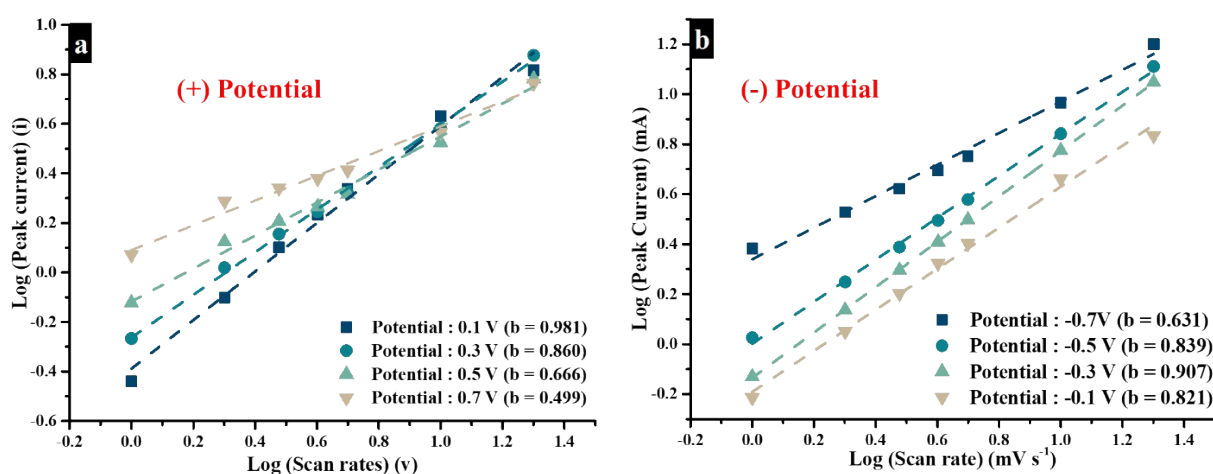 a
(+) Potential
Log (Peak current) (i)
1.0
0.8
0.6
0.4
0.2
0.0
-0.2
-0.4
-0.6
Potential : 0.1 V (b = 0.981)
Potential : 0.3 V (b = 0.860)
Potential : 0.5 V (b = 0.666)
Potential : 0.7 V (b = 0.499)
-0.2 0.0 0.2 0.4 0.6 0.8 1.0 1.2 1.4
Log (Scan rates) (v)
b
(-) Potential
Log (Peak Current) (mA)
1.2
1.0
0.8
0.6
0.4
0.2
0.0
-0.2
Potential : -0.7V (b = 0.631)
Potential : -0.5 V (b = 0.839)
Potential : -0.3 V (b = 0.907)
Potential : -0.1 V (b = 0.821)
-0.2 0.0 0.2 0.4 0.6 0.8 1.0 1.2 1.4
Log (Scan rate) (mV s⁻¹)